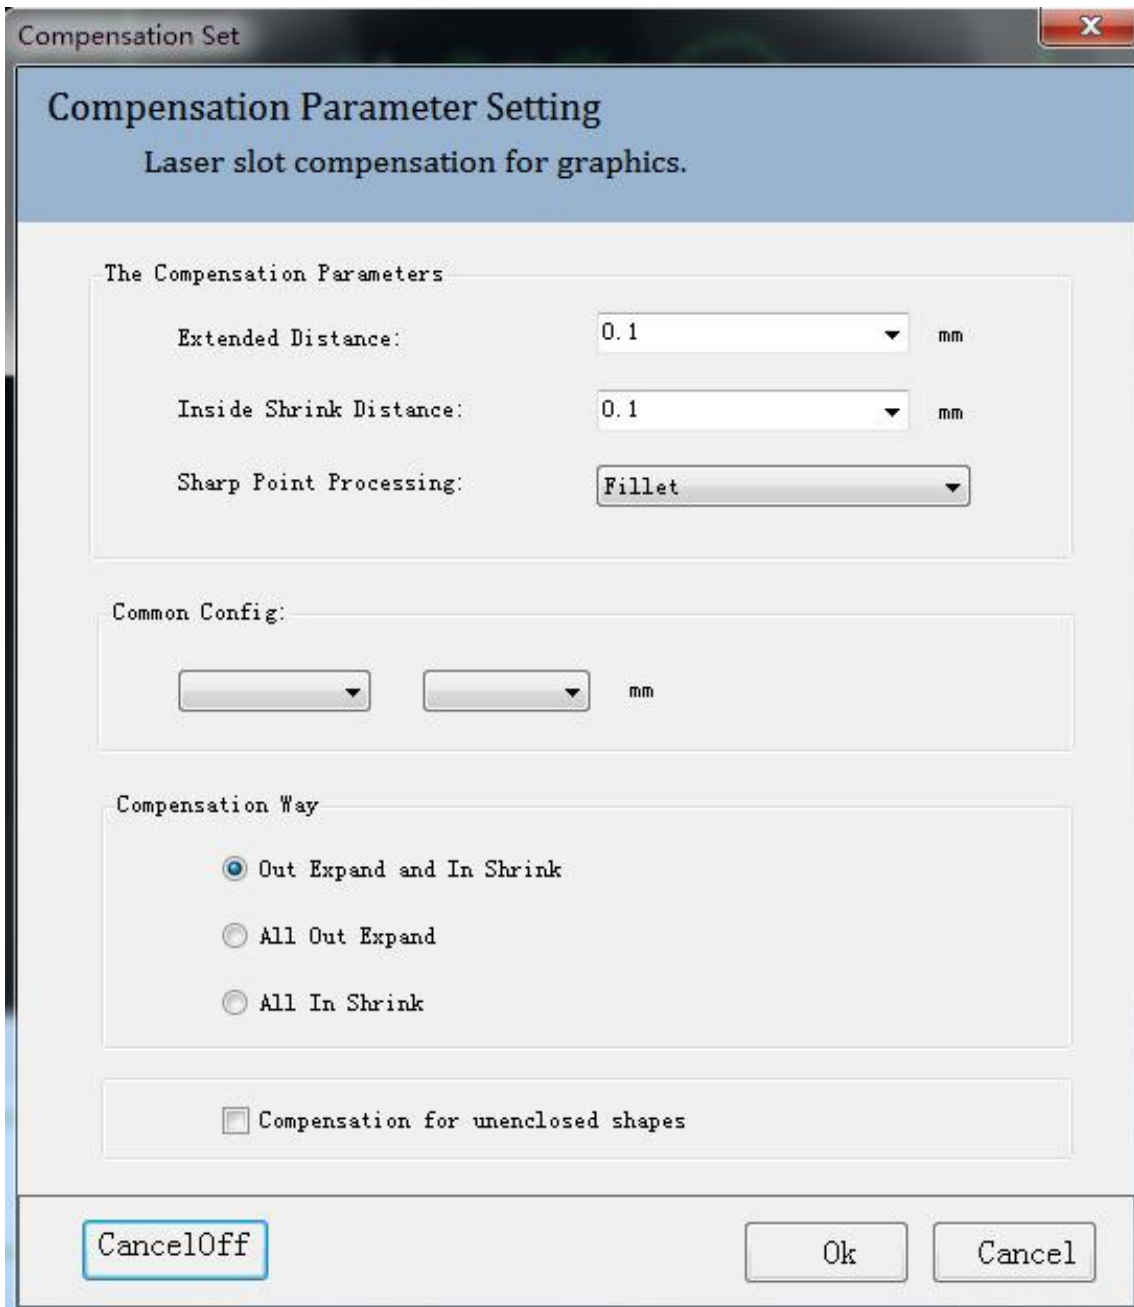 Compensation Set
x
Compensation Parameter Setting
Laser slot compensation for graphics.
The Compensation Parameters
Extended Distance: 0.1 mm
Inside Shrink Distance: 0.1 mm
Sharp Point Processing: Fillet
Common Config:
mm
Compensation Way
Out Expand and In Shrink
All Out Expand
All In Shrink
Compensation for unenclosed shapes
CancelOff Ok Cancel